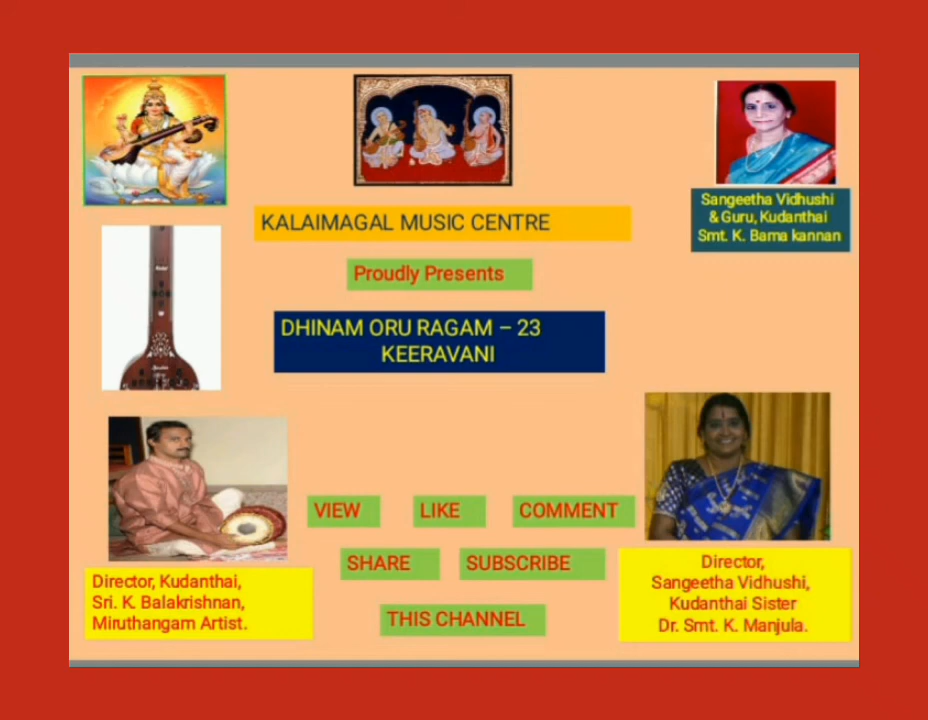 KALAIMAGAL MUSIC CENTRE
Sangeetha Vidhushi
& Guru, Kudanthai
Smt. K. Bama kannan
Proudly Presents
DHINAM ORU RAGAM – 23
KEERAVANI
VIEW LIKE COMMENT
SHARE SUBSCRIBE
THIS CHANNEL
Director, Kudanthai,
Sri. K. Balakrishnan,
Miruthangam Artist.
Director,
Sangeetha Vidhushi,
Kudanthai Sister
Dr. Smt. K. Manjula.